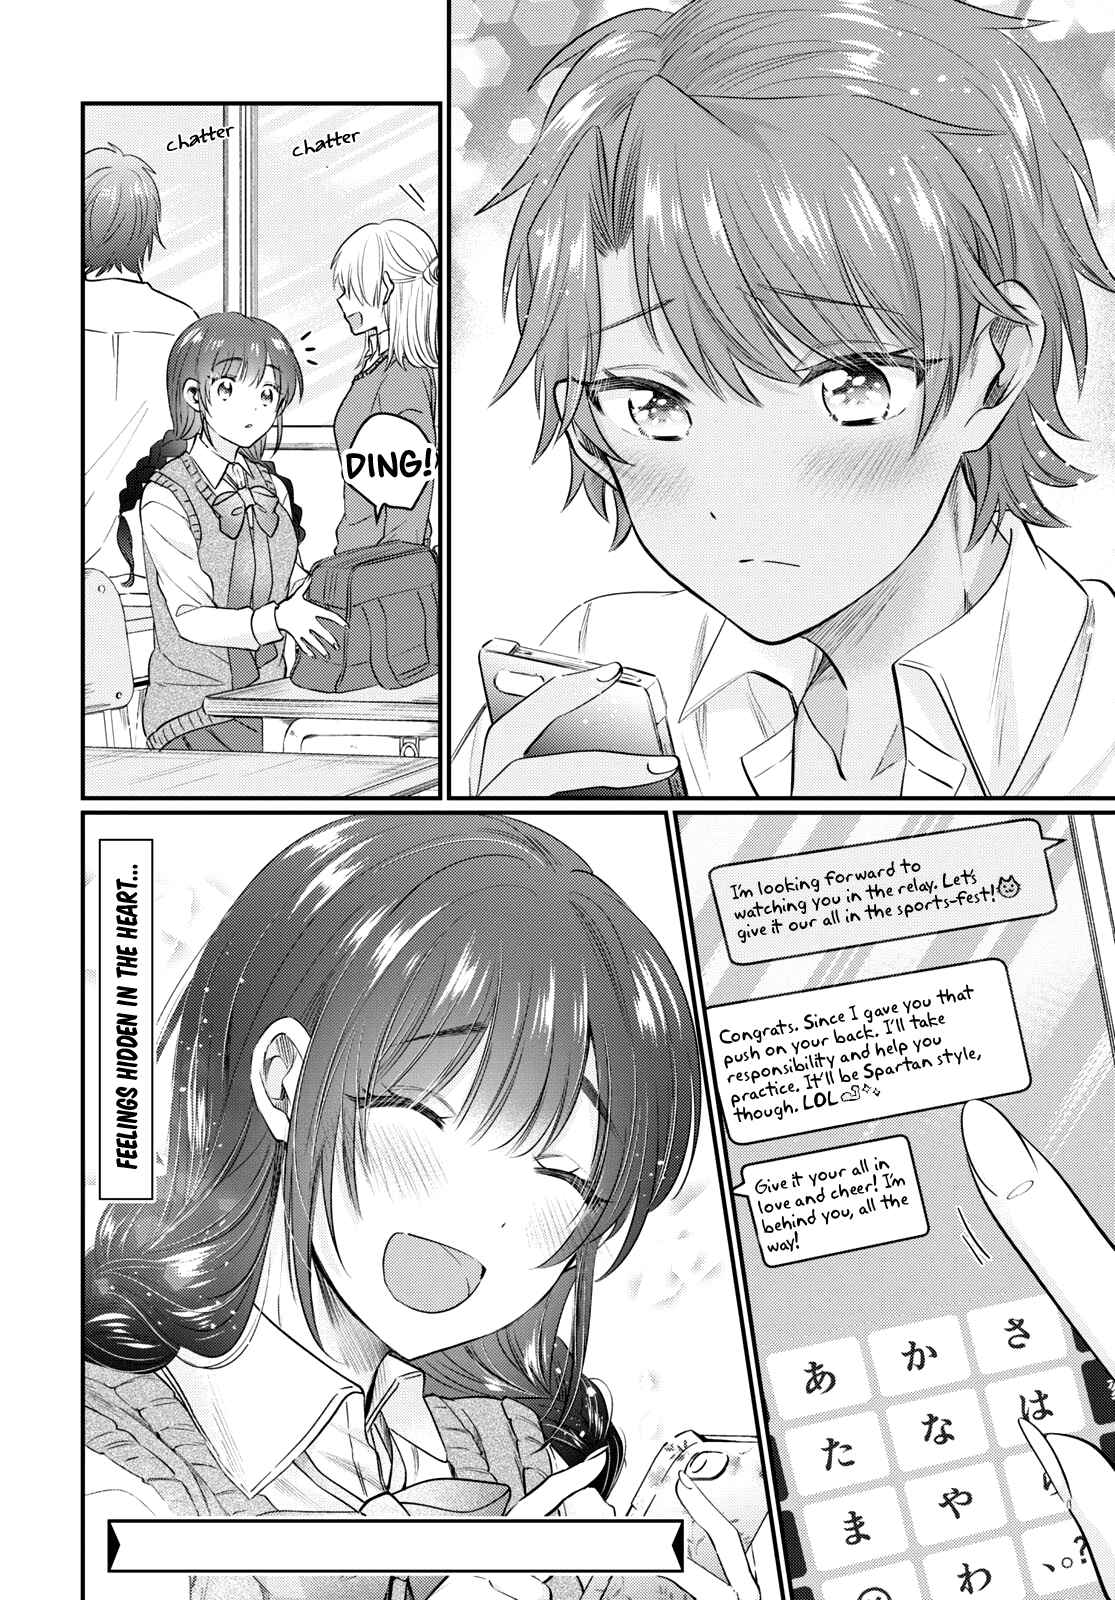 chatter
chatter
DING!
I'm looking forward to
watching you in the relay. Let's
give it our all in the sports-fest!
Congrats. Since I gave you that
push on your back. I'll take
responsibility and help you
practice. It'll be Spartan style,
though. LOL
Give it your all in
love and cheer! I'm
behind you, all the
way!
あ か さ
た な は
ま や
わ 、。?
FEELINGS HIDDEN IN THE HEART...